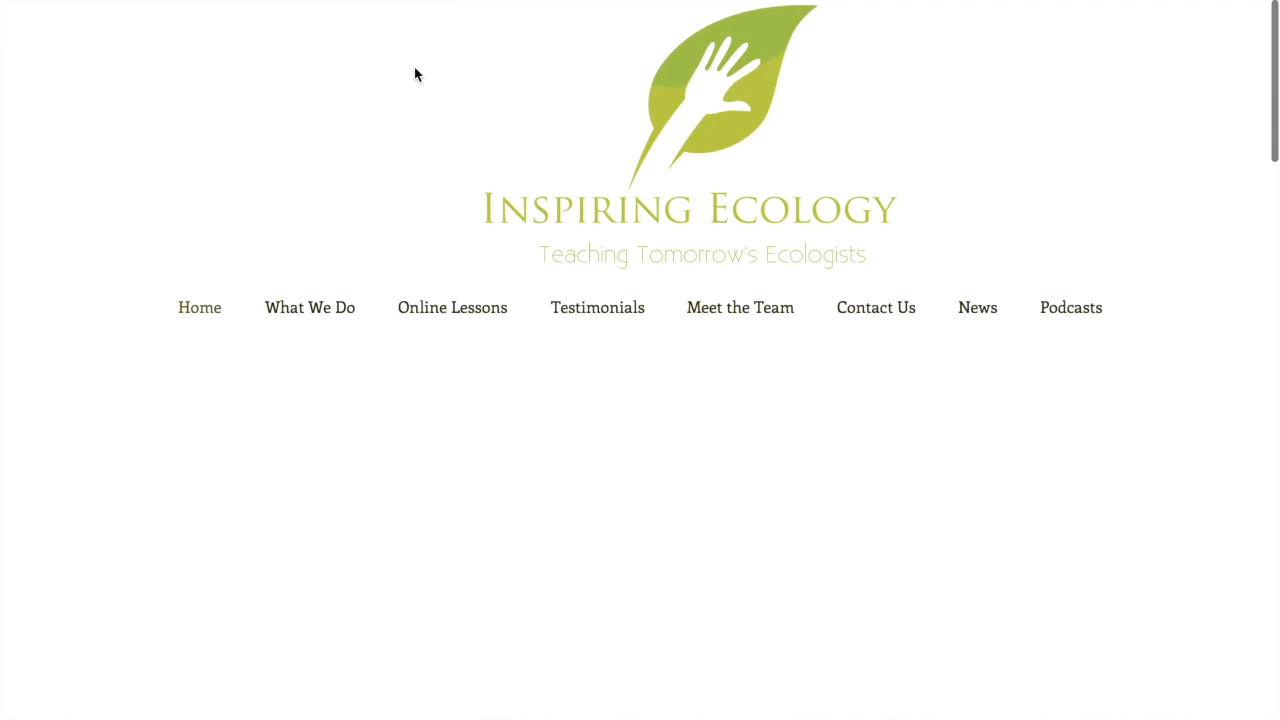 INSPIRING ECOLOGY
Teaching Tomorrow's Ecologists
Home What We Do Online Lessons Testimonials Meet the Team Contact Us News Podcasts